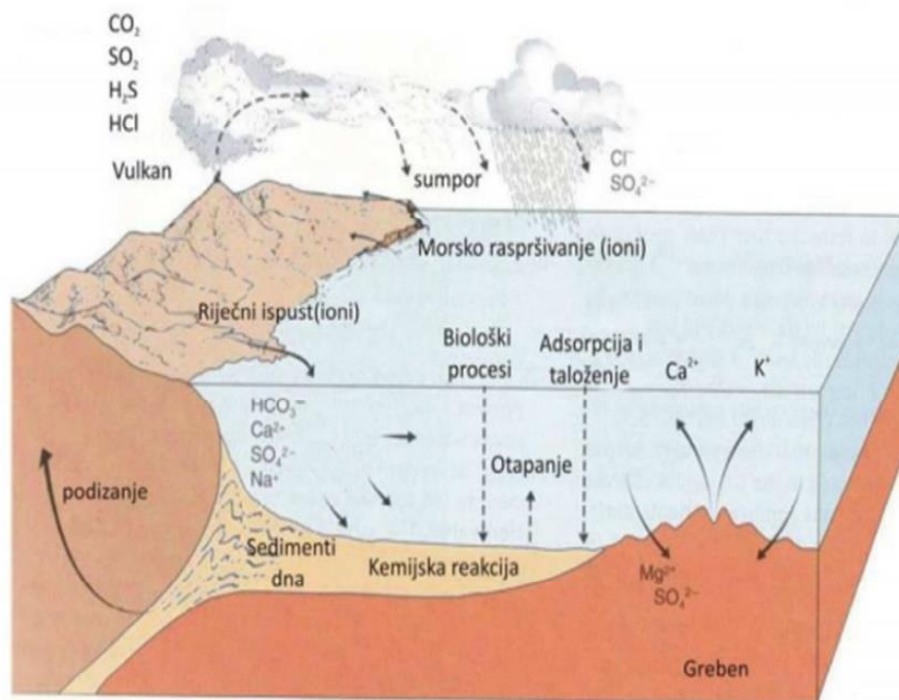 CO₂
SO₂
H₂S
HCl
Vulkan
sumpor
Cl⁻
SO₄²⁻
Morsko raspršivanje (ioni)
Riječni ispust(ioni)
Biološki
procesi
Adsorpcija i
taloženje
Ca²⁺
K⁺
HCO₃⁻
Ca²⁺
SO₄²⁻
Na⁺
Otapanje
podizanje
Sedimenti
dna
Kemijska reakcija
Mg²⁺
SO₄²⁻
Greben